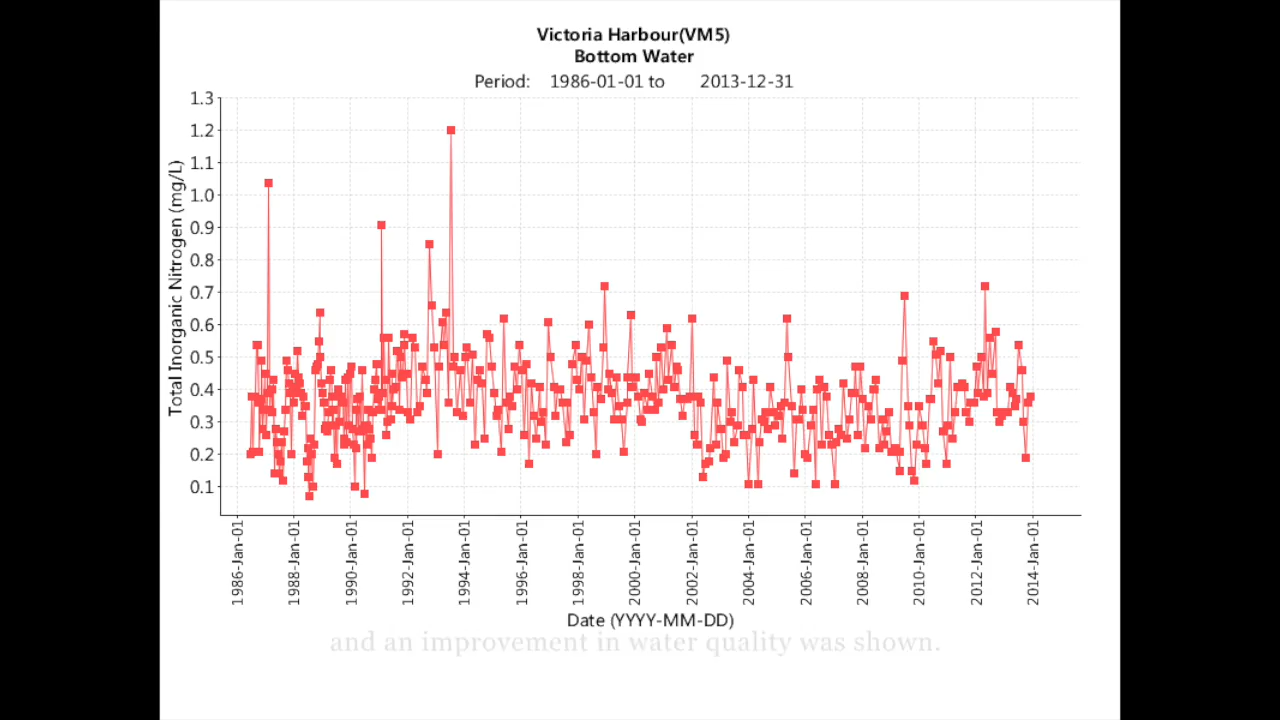 Victoria Harbour(VM5)
Bottom Water
Period: 1986-01-01 to 2013-12-31
Total Inorganic Nitrogen (mg/L)
1.3
1.2
1.1
1.0
0.9
0.8
0.7
0.6
0.5
0.4
0.3
0.2
0.1
1986-Jan-01
1988-Jan-01
1990-Jan-01
1992-Jan-01
1994-Jan-01
1996-Jan-01
1998-Jan-01
2000-Jan-01
2002-Jan-01
2004-Jan-01
2006-Jan-01
2008-Jan-01
2010-Jan-01
2012-Jan-01
2014-Jan-01
Date (YYYY-MM-DD)
and an improvement in water quality was shown.